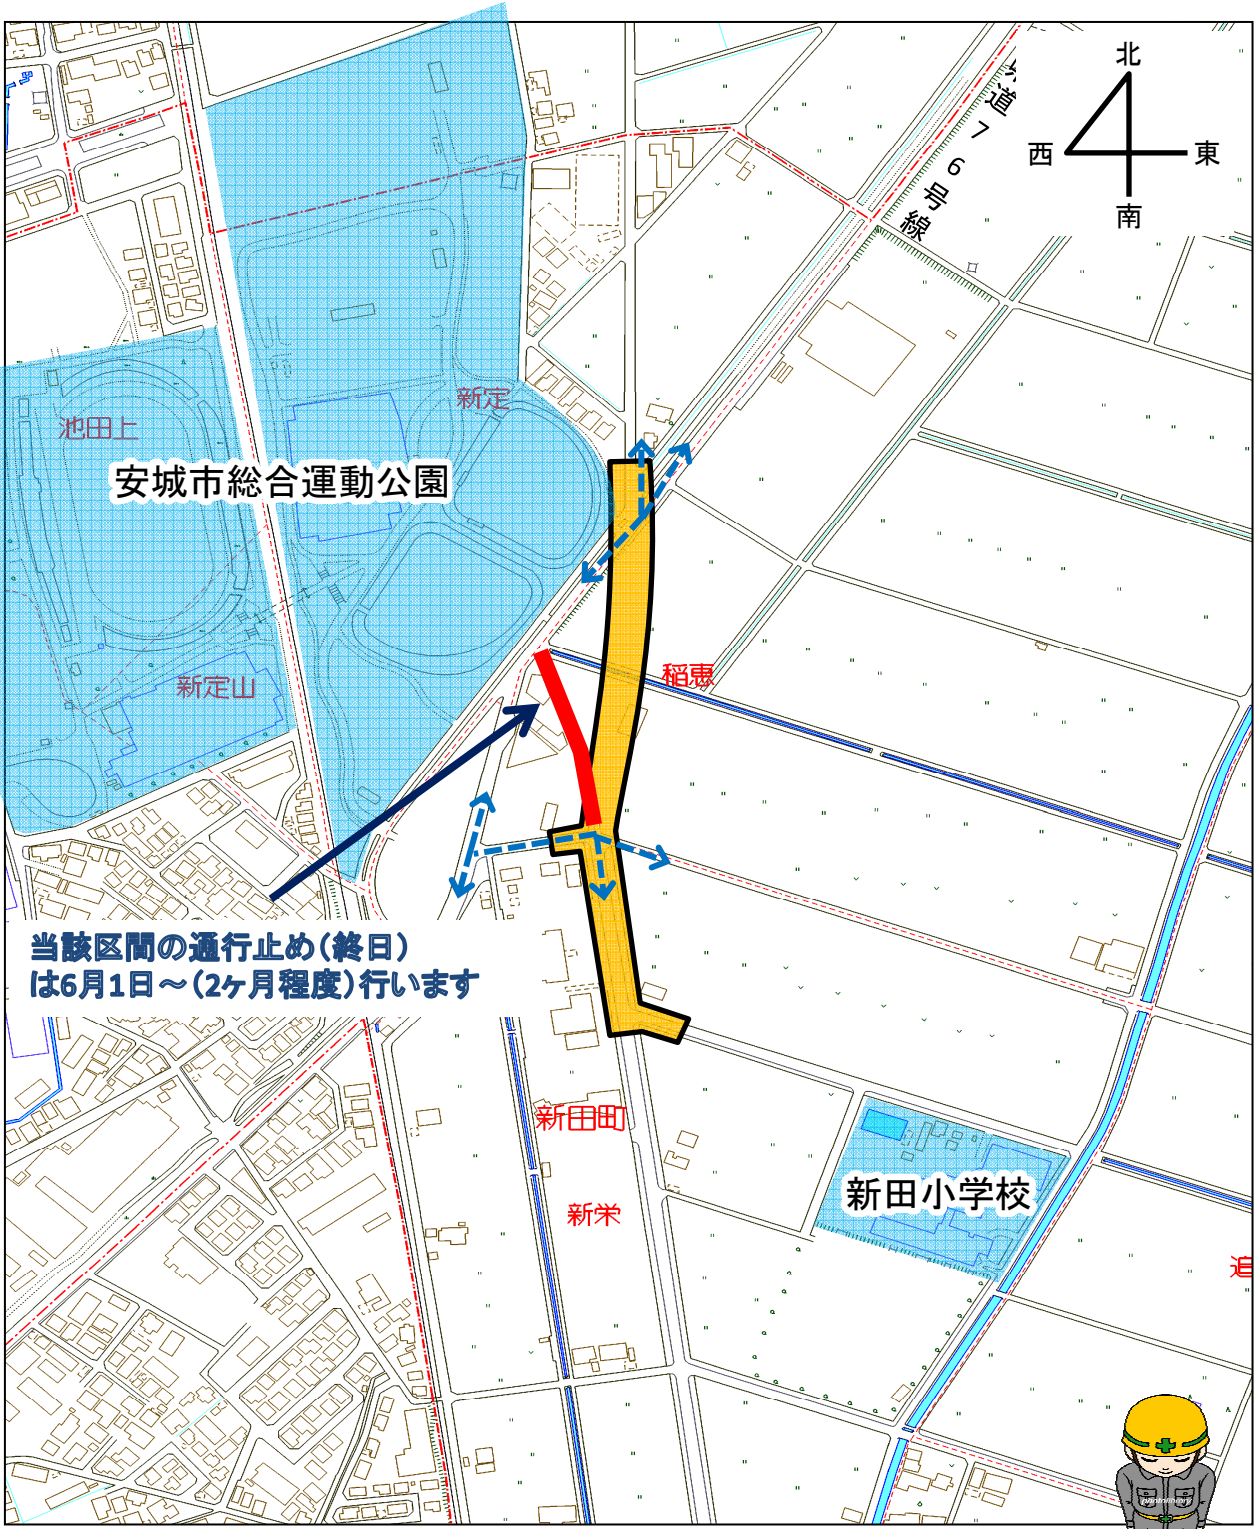 北
西
東
南
道76号線
新定
池田上
安城市総合運動公園
稲恵
新定山
当該区間の通行止め（終日）
は6月1日～（2ヶ月程度）行います
新田町
新田小学校
新栄
追
photolibrary